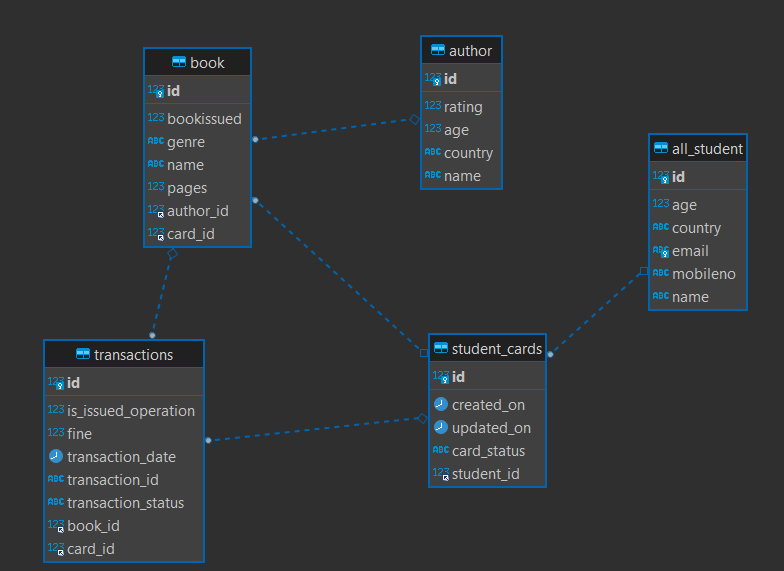 book
123 id
123 bookissued
ABC genre
ABC name
123 pages
123 author_id
123 card_id
author
123 id
123 rating
123 age
ABC country
ABC name
all_student
123 id
123 age
ABC country
ABC email
ABC mobileno
ABC name
transactions
123 id
123 is_issued_operation
123 fine
transaction_date
ABC transaction_id
ABC transaction_status
123 book_id
123 card_id
student_cards
123 id
created_on
updated_on
ABC card_status
123 student_id